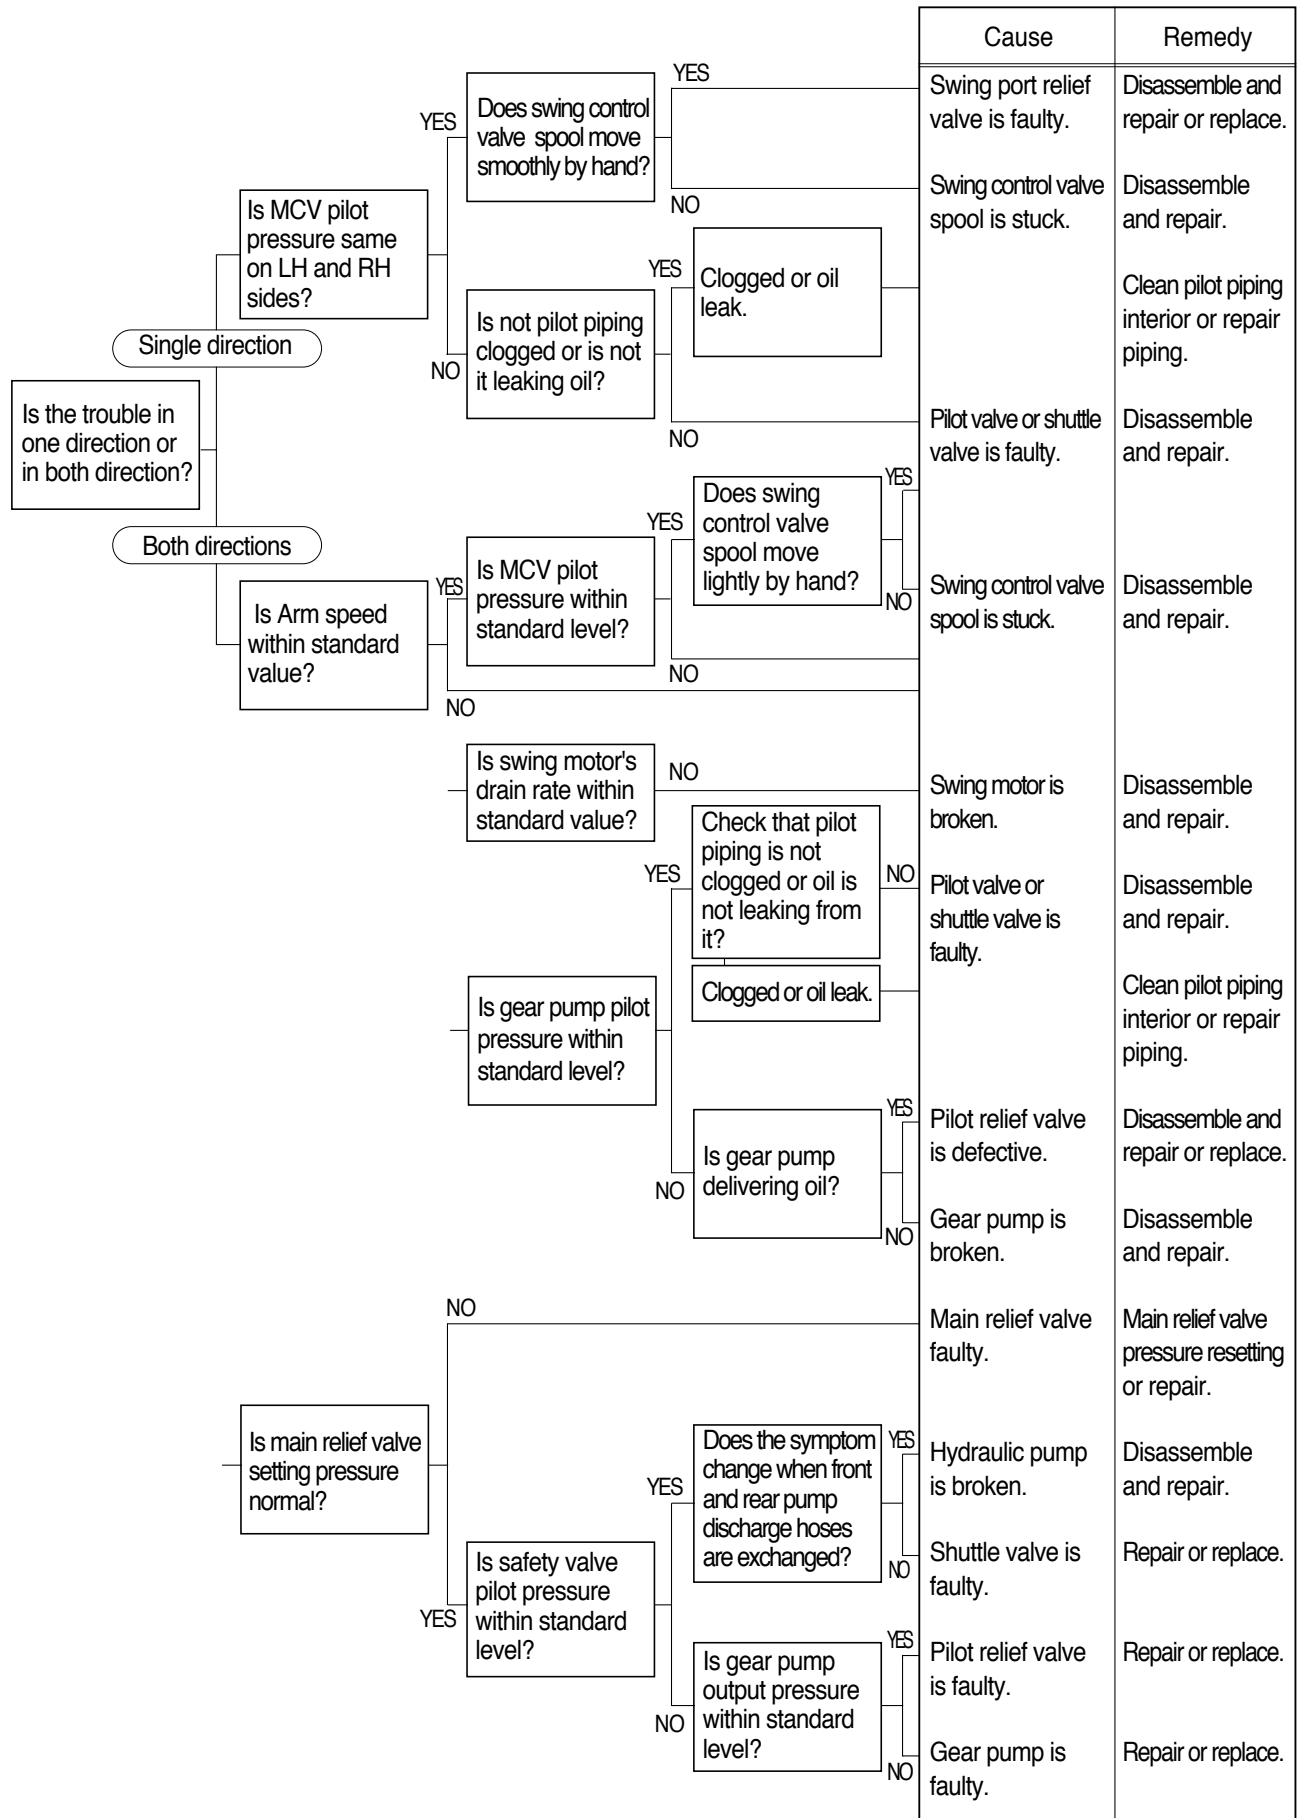 Cause
Remedy
YES
Does swing control
valve spool move
smoothly by hand?
YES
NO
Swing port relief
valve is faulty.
Disassemble and
repair or replace.
Swing control valve
spool is stuck.
Disassemble
and repair.
Is MCV pilot
pressure same
on LH and RH
sides?
NO
Is not pilot piping
clogged or is not
it leaking oil?
YES
Clogged or oil
leak.
Clean pilot piping
interior or repair
piping.
NO
Pilot valve or shuttle
valve is faulty.
Disassemble
and repair.
Single direction
Is the trouble in
one direction or
in both direction?
Both directions
Is Arm speed
within standard
value?
YES
Is MCV pilot
pressure within
standard level?
YES
Does swing
control valve
spool move
lightly by hand?
YES
NO
Swing control valve
spool is stuck.
Disassemble
and repair.
NO
NO
Is swing motor's
drain rate within
standard value?
NO
Swing motor is
broken.
Disassemble
and repair.
Is gear pump pilot
pressure within
standard level?
YES
Check that pilot
piping is not
clogged or oil is
not leaking from
it?
NO
Pilot valve or
shuttle valve is
faulty.
Disassemble
and repair.
Clogged or oil leak.
Clean pilot piping
interior or repair
piping.
NO
Is gear pump
delivering oil?
YES
Pilot relief valve
is defective.
Disassemble and
repair or replace.
NO
Gear pump is
broken.
Disassemble
and repair.
Is main relief valve
setting pressure
normal?
NO
Main relief valve
faulty.
Main relief valve
pressure resetting
or repair.
YES
Is safety valve
pilot pressure
within standard
level?
YES
Does the symptom
change when front
and rear pump
discharge hoses
are exchanged?
YES
Hydraulic pump
is broken.
Disassemble
and repair.
NO
Shuttle valve is
faulty.
Repair or replace.
NO
Is gear pump
output pressure
within standard
level?
YES
Pilot relief valve
is faulty.
Repair or replace.
NO
Gear pump is
faulty.
Repair or replace.